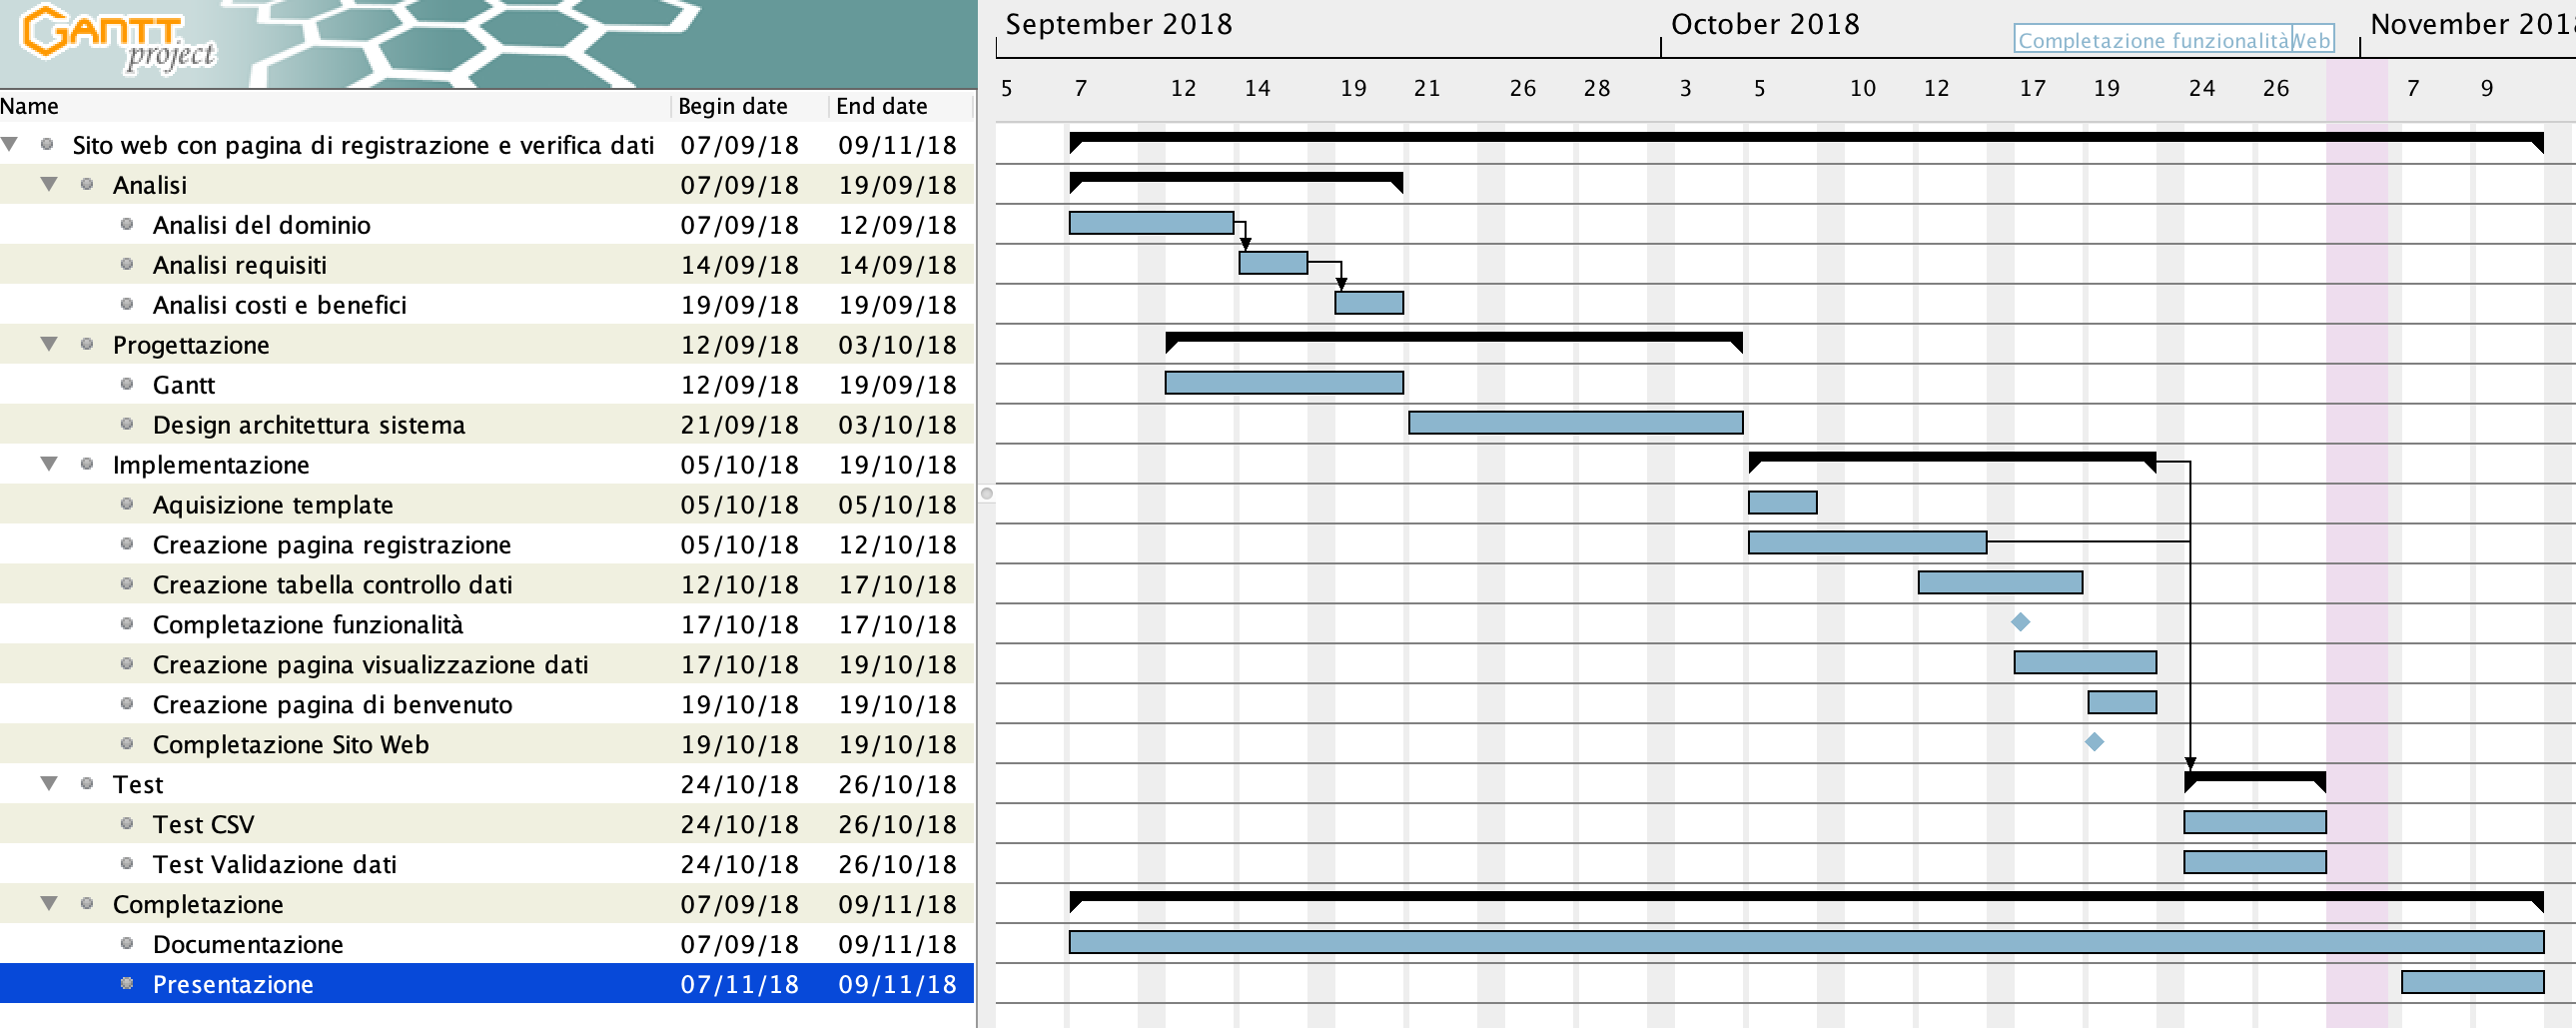 GANTT
project
September 2018
October 2018
Completazione funzionalità
Web
November 201
5 7 12 14 19 21 26 28 3 5 10 12 17 19 24 26 7 9
Name Begin date End date
Sito web con pagina di registrazione e verifica dati 07/09/18 09/11/18
Analisi 07/09/18 19/09/18
Analisi del dominio 07/09/18 12/09/18
Analisi requisiti 14/09/18 14/09/18
Analisi costi e benefici 19/09/18 19/09/18
Progettazione 12/09/18 03/10/18
Gantt 12/09/18 19/09/18
Design architettura sistema 21/09/18 03/10/18
Implementazione 05/10/18 19/10/18
Aquisizione template 05/10/18 05/10/18
Creazione pagina registrazione 05/10/18 12/10/18
Creazione tabella controllo dati 12/10/18 17/10/18
Completazione funzionalità 17/10/18 17/10/18
Creazione pagina visualizzazione dati 17/10/18 19/10/18
Creazione pagina di benvenuto 19/10/18 19/10/18
Completazione Sito Web 19/10/18 19/10/18
Test 24/10/18 26/10/18
Test CSV 24/10/18 26/10/18
Test Validazione dati 24/10/18 26/10/18
Completazione 07/09/18 09/11/18
Documentazione 07/09/18 09/11/18
Presentazione 07/11/18 09/11/18